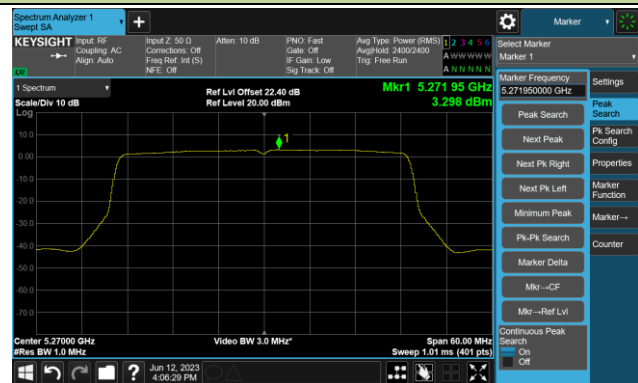 Spectrum Analyzer 1
Swept SA
+
Marker
KEYSIGHT
Input: RF
Coupling: AC
Align: Auto
Input Z: 50 Ω
Corrections: Off
Freq Ref: Int (S)
NFE: Off
Atten: 10 dB
PNO: Fast
Gate: Off
IF Gain: Low
Sig Track: Off
Avg Type: Power (RMS)
Avg|Hold: 2400/2400
Trig: Free Run
1 2 3 4 5 6
A W W W W W
A N N N N N
Select Marker
Marker 1
1 Spectrum
Scale/Div 10 dB
Log
Ref Lvl Offset 22.40 dB
Ref Level 20.00 dBm
Mkr1 5.271 95 GHz
3.298 dBm
1
10.0
0.00
-10.0
-20.0
-30.0
-40.0
-50.0
-60.0
-70.0
Center 5.27000 GHz
#Res BW 1.0 MHz
Video BW 3.0 MHz*
Span 60.00 MHz
Sweep 1.01 ms (401 pts)
Marker Frequency
5.271950000 GHz
Peak Search
Next Peak
Next Pk Right
Next Pk Left
Minimum Peak
Pk-Pk Search
Marker Delta
Mkr→CF
Mkr→Ref Lvl
Continuous Peak
Search
On
Off
Settings
Peak
Search
Pk Search
Config
Properties
Marker
Function
Marker→
Counter
?
Jun 12, 2023
4:06:29 PM